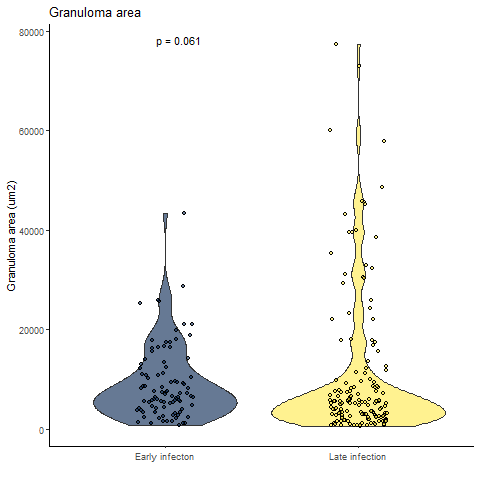 Granuloma area
p = 0.061
80000
60000
40000
20000
0
Granuloma area (um2)
Early infecton
Late infection